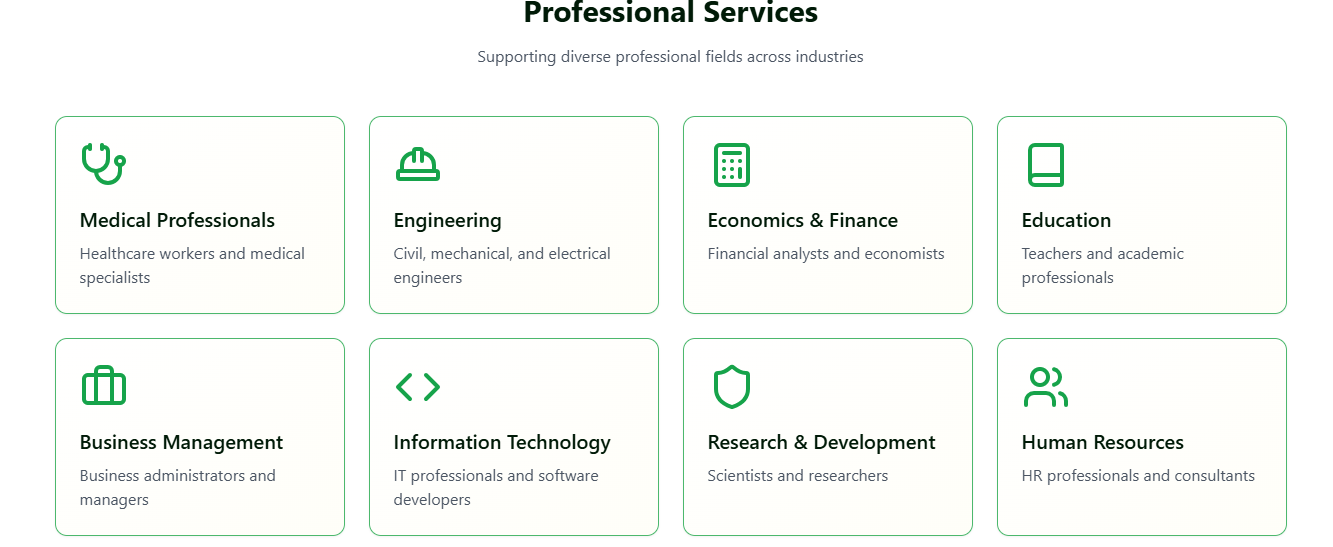 Professional Services
Supporting diverse professional fields across industries
Medical Professionals
Healthcare workers and medical
specialists
Engineering
Civil, mechanical, and electrical
engineers
Economics & Finance
Financial analysts and economists
Education
Teachers and academic
professionals
Business Management
Business administrators and
managers
Information Technology
IT professionals and software
developers
Research & Development
Scientists and researchers
Human Resources
HR professionals and consultants